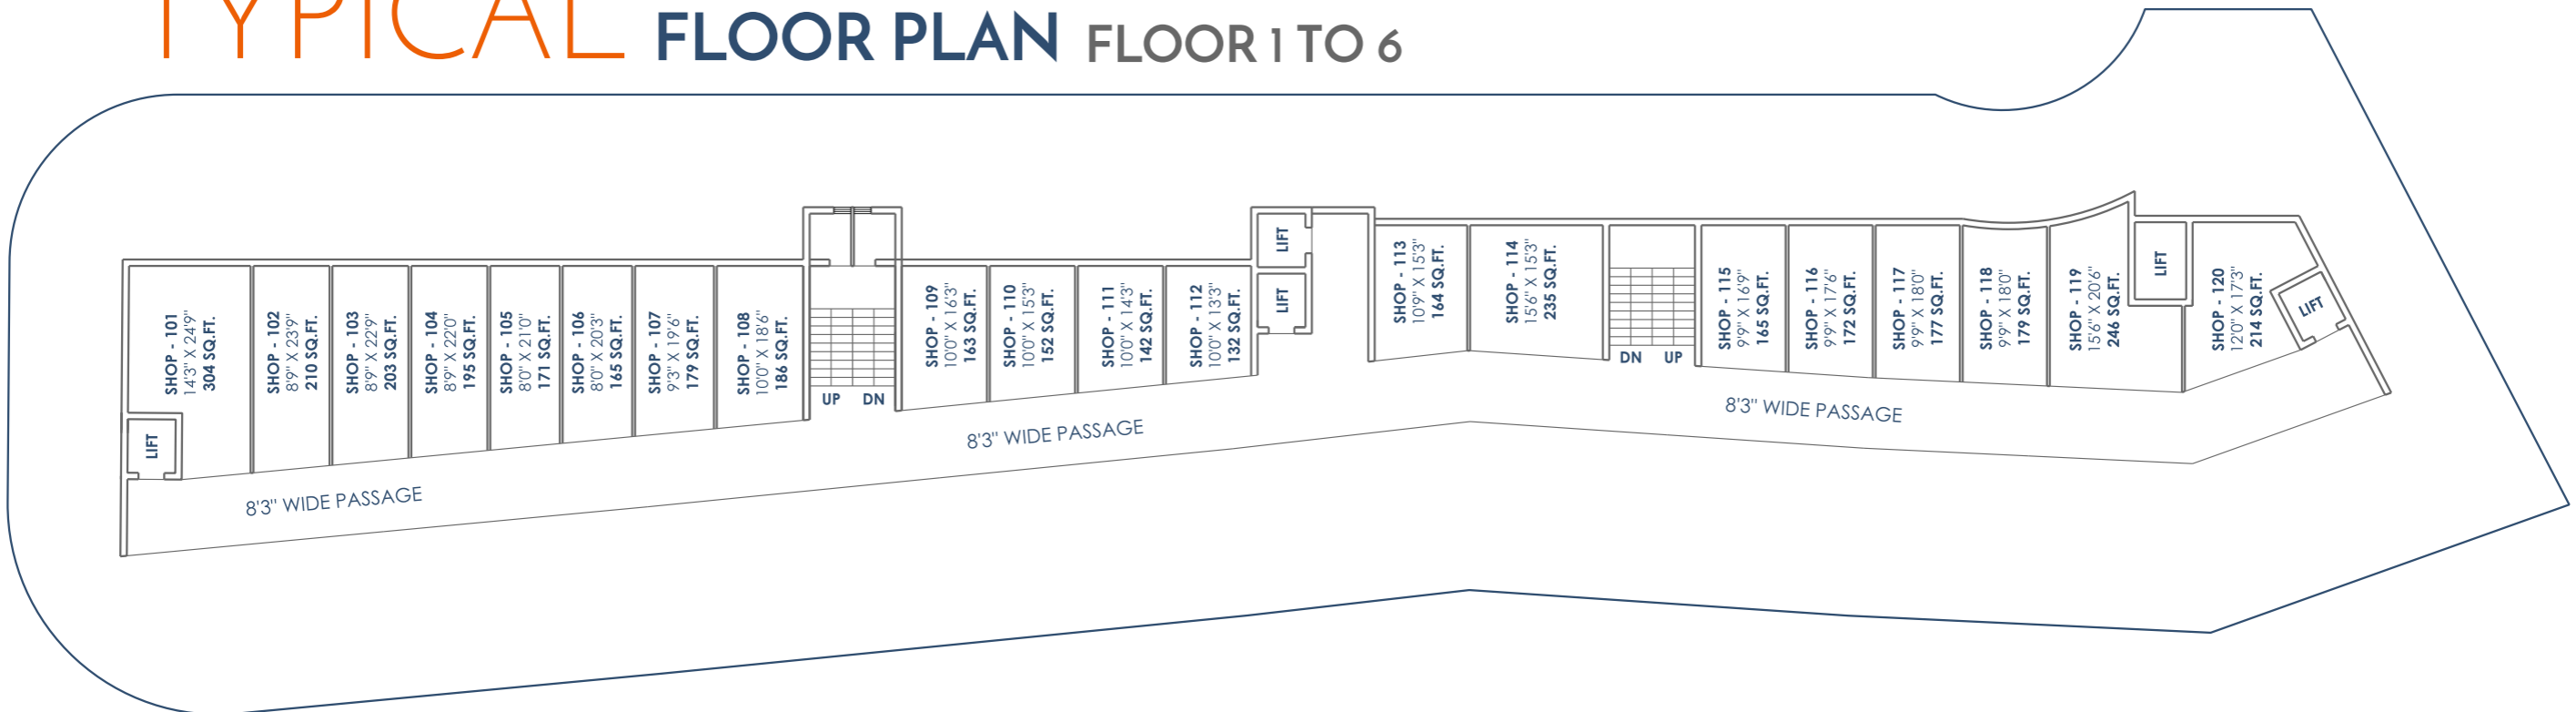 TYPICAL FLOOR PLAN FLOOR 1 TO 6
SHOP - 101
14'3" X 24'9"
304 SQ.FT.
LIFT
SHOP - 102
8'9" X 23'9"
210 SQ.FT.
SHOP - 103
8'9" X 22'9"
203 SQ.FT.
SHOP - 104
8'9" X 22'0"
195 SQ.FT.
SHOP - 105
8'0" X 21'0"
171 SQ.FT.
SHOP - 106
8'0" X 20'3"
165 SQ.FT.
SHOP - 107
9'3" X 19'6"
179 SQ.FT.
SHOP - 108
10'0" X 18'6"
186 SQ.FT.
UP DN
SHOP - 109
10'0" X 16'3"
163 SQ.FT.
SHOP - 110
10'0" X 15'3"
152 SQ.FT.
SHOP - 111
10'0" X 14'3"
142 SQ.FT.
SHOP - 112
10'0" X 13'3"
132 SQ.FT.
LIFT
LIFT
SHOP - 113
10'9" X 15'3"
164 SQ.FT.
SHOP - 114
15'6" X 15'3"
235 SQ.FT.
DN UP
SHOP - 115
9'9" X 16'9"
165 SQ.FT.
SHOP - 116
9'9" X 17'6"
172 SQ.FT.
SHOP - 117
9'9" X 18'0"
177 SQ.FT.
SHOP - 118
9'9" X 18'0"
179 SQ.FT.
SHOP - 119
15'6" X 20'6"
246 SQ.FT.
LIFT
SHOP - 120
12'0" X 17'3"
214 SQ.FT.
LIFT
8'3" WIDE PASSAGE
8'3" WIDE PASSAGE
8'3" WIDE PASSAGE